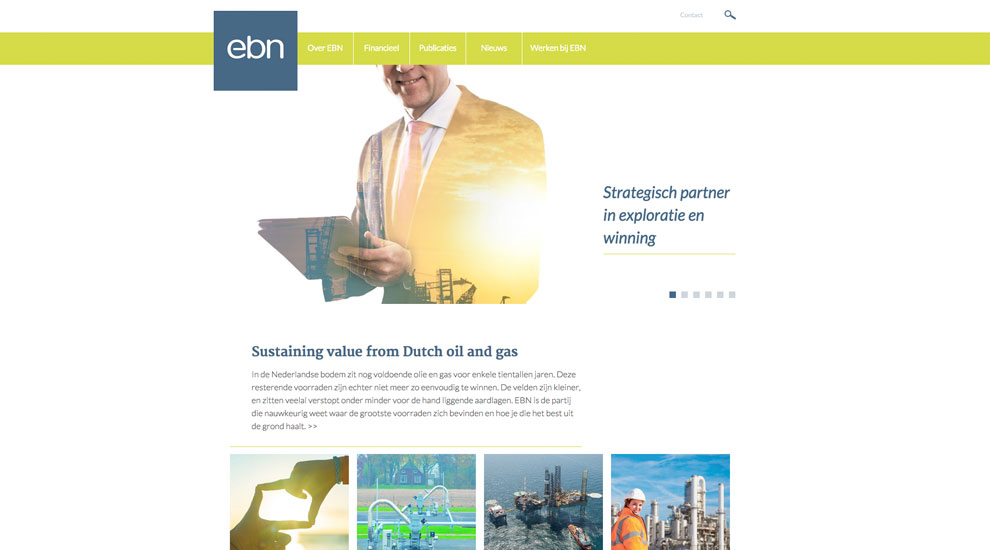 Contact
ebn
Over EBN
Financieel
Publicaties
Nieuws
Werken bij EBN
Strategisch partner
in exploratie en
winning
Sustaining value from Dutch oil and gas
In de Nederlandse bodem zit nog voldoende olie en gas voor enkele tientallen jaren. Deze
resterende voorraden zijn echter niet meer zo eenvoudig te winnen. De velden zijn kleiner,
en zitten veelal verstopt onder minder voor de hand liggende aardlagen. EBN is de partij
die nauwkeurig weet waar de grootste voorraden zich bevinden en hoe je die het best uit
de grond haalt. >>